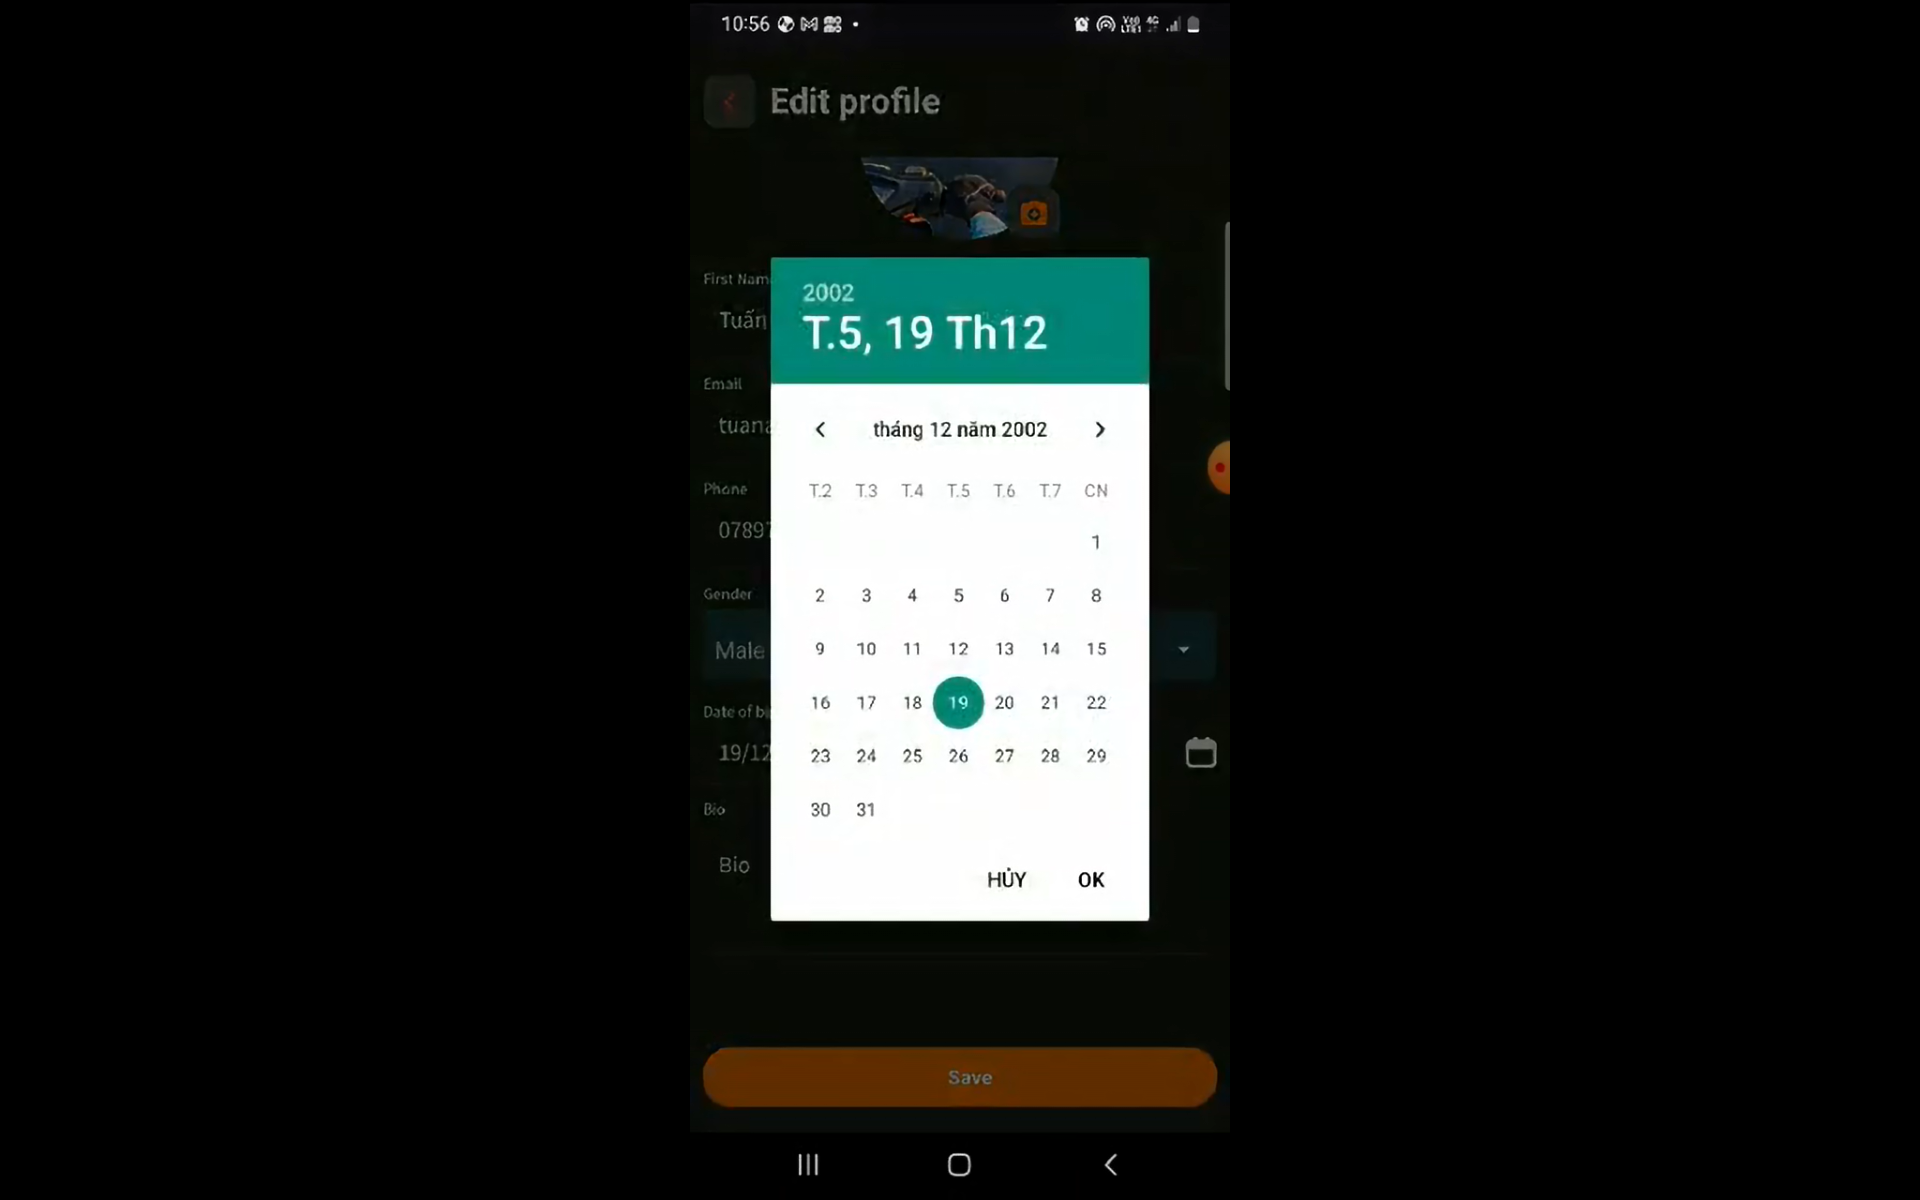 10:56
Vo) 4G
LTE1
Edit profile
First Nam
Tuấn
Email
tuana
Phone
07897
Gender
Male
Date of bi
19/12
Bio
Bio
2002
T.5, 19 Th12
tháng 12 năm 2002
T.2 T.3 T.4 T.5 T.6 T.7 CN
1
2 3 4 5 6 7 8
9 10 11 12 13 14 15
16 17 18 19 20 21 22
23 24 25 26 27 28 29
30 31
HỦY OK
Save